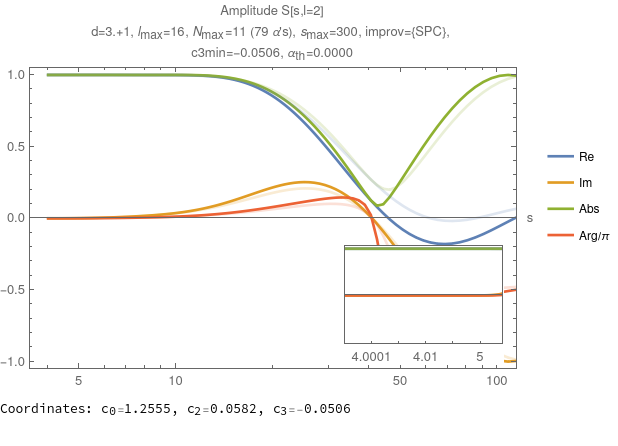 Amplitude S[s,l=2]
d=3.+1, lmax=16, Nmax=11 (79 α's), smax=300, improv={SPC},
c3min=−0.0506, αth=0.0000
1.0
0.5
0.0
−0.5
−1.0
5
10
50
100
s
Re
Im
Abs
Arg/π
4.0001
4.01
5
Coordinates: c0=1.2555, c2=0.0582, c3=−0.0506